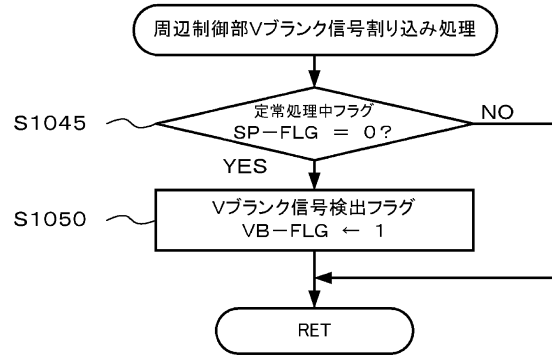 周辺制御部Vブランク信号割り込み処理
S1045
定常処理中フラグ
SP-FLG = 0?
NO
YES
S1050
Vブランク信号検出フラグ
VB-FLG ← 1
RET